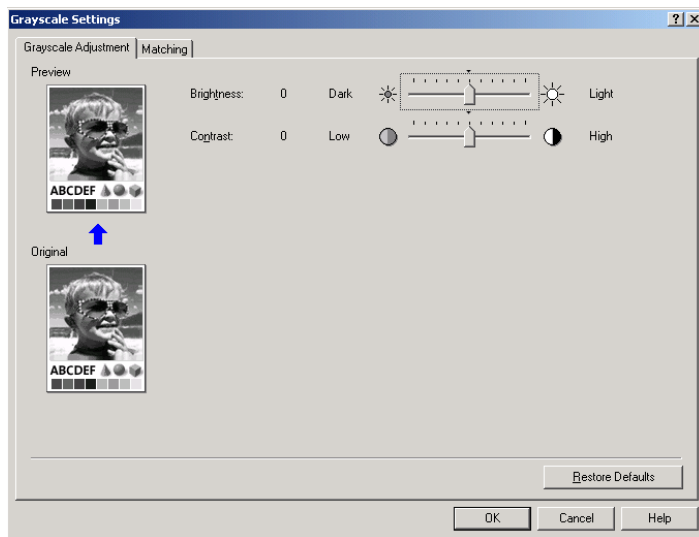 Grayscale Settings
Grayscale Adjustment Matching
Preview
Brightness: 0 Dark Light
Contrast: 0 Low High
ABCDEF
Original
ABCDEF
Restore Defaults
OK Cancel Help